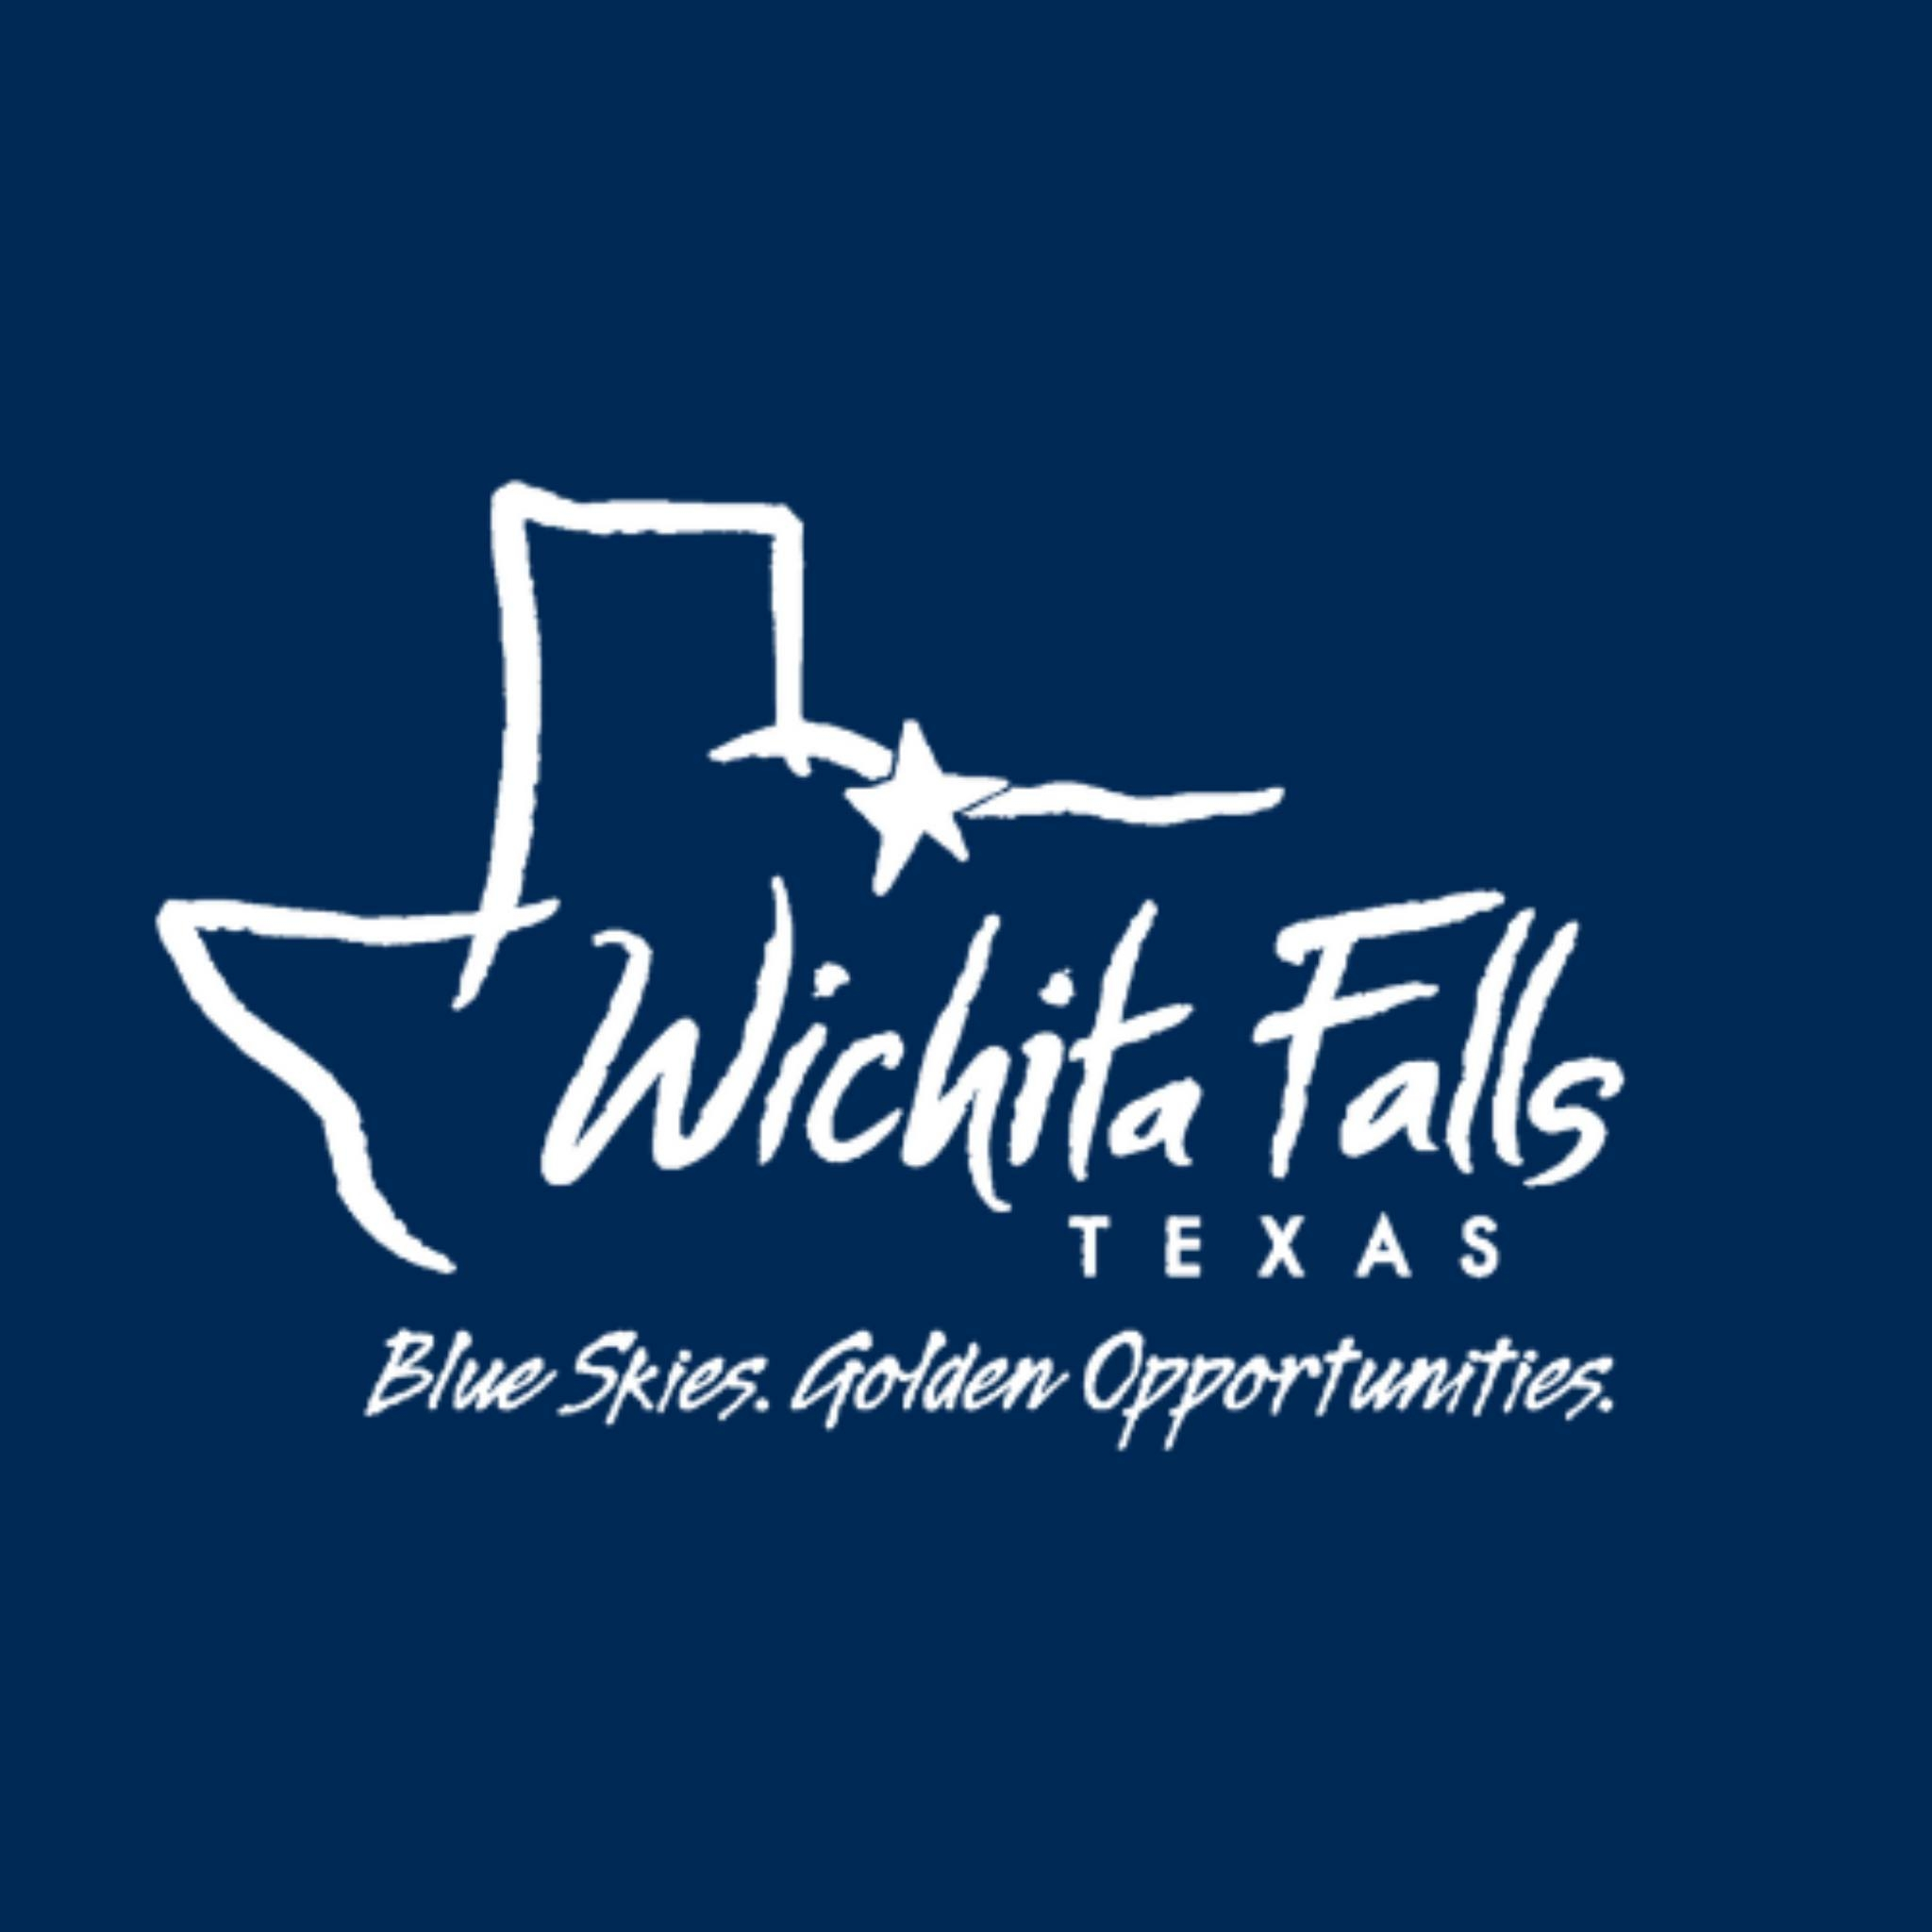 Wichita Falls
TEXAS
Blue Skies. Golden Opportunities.